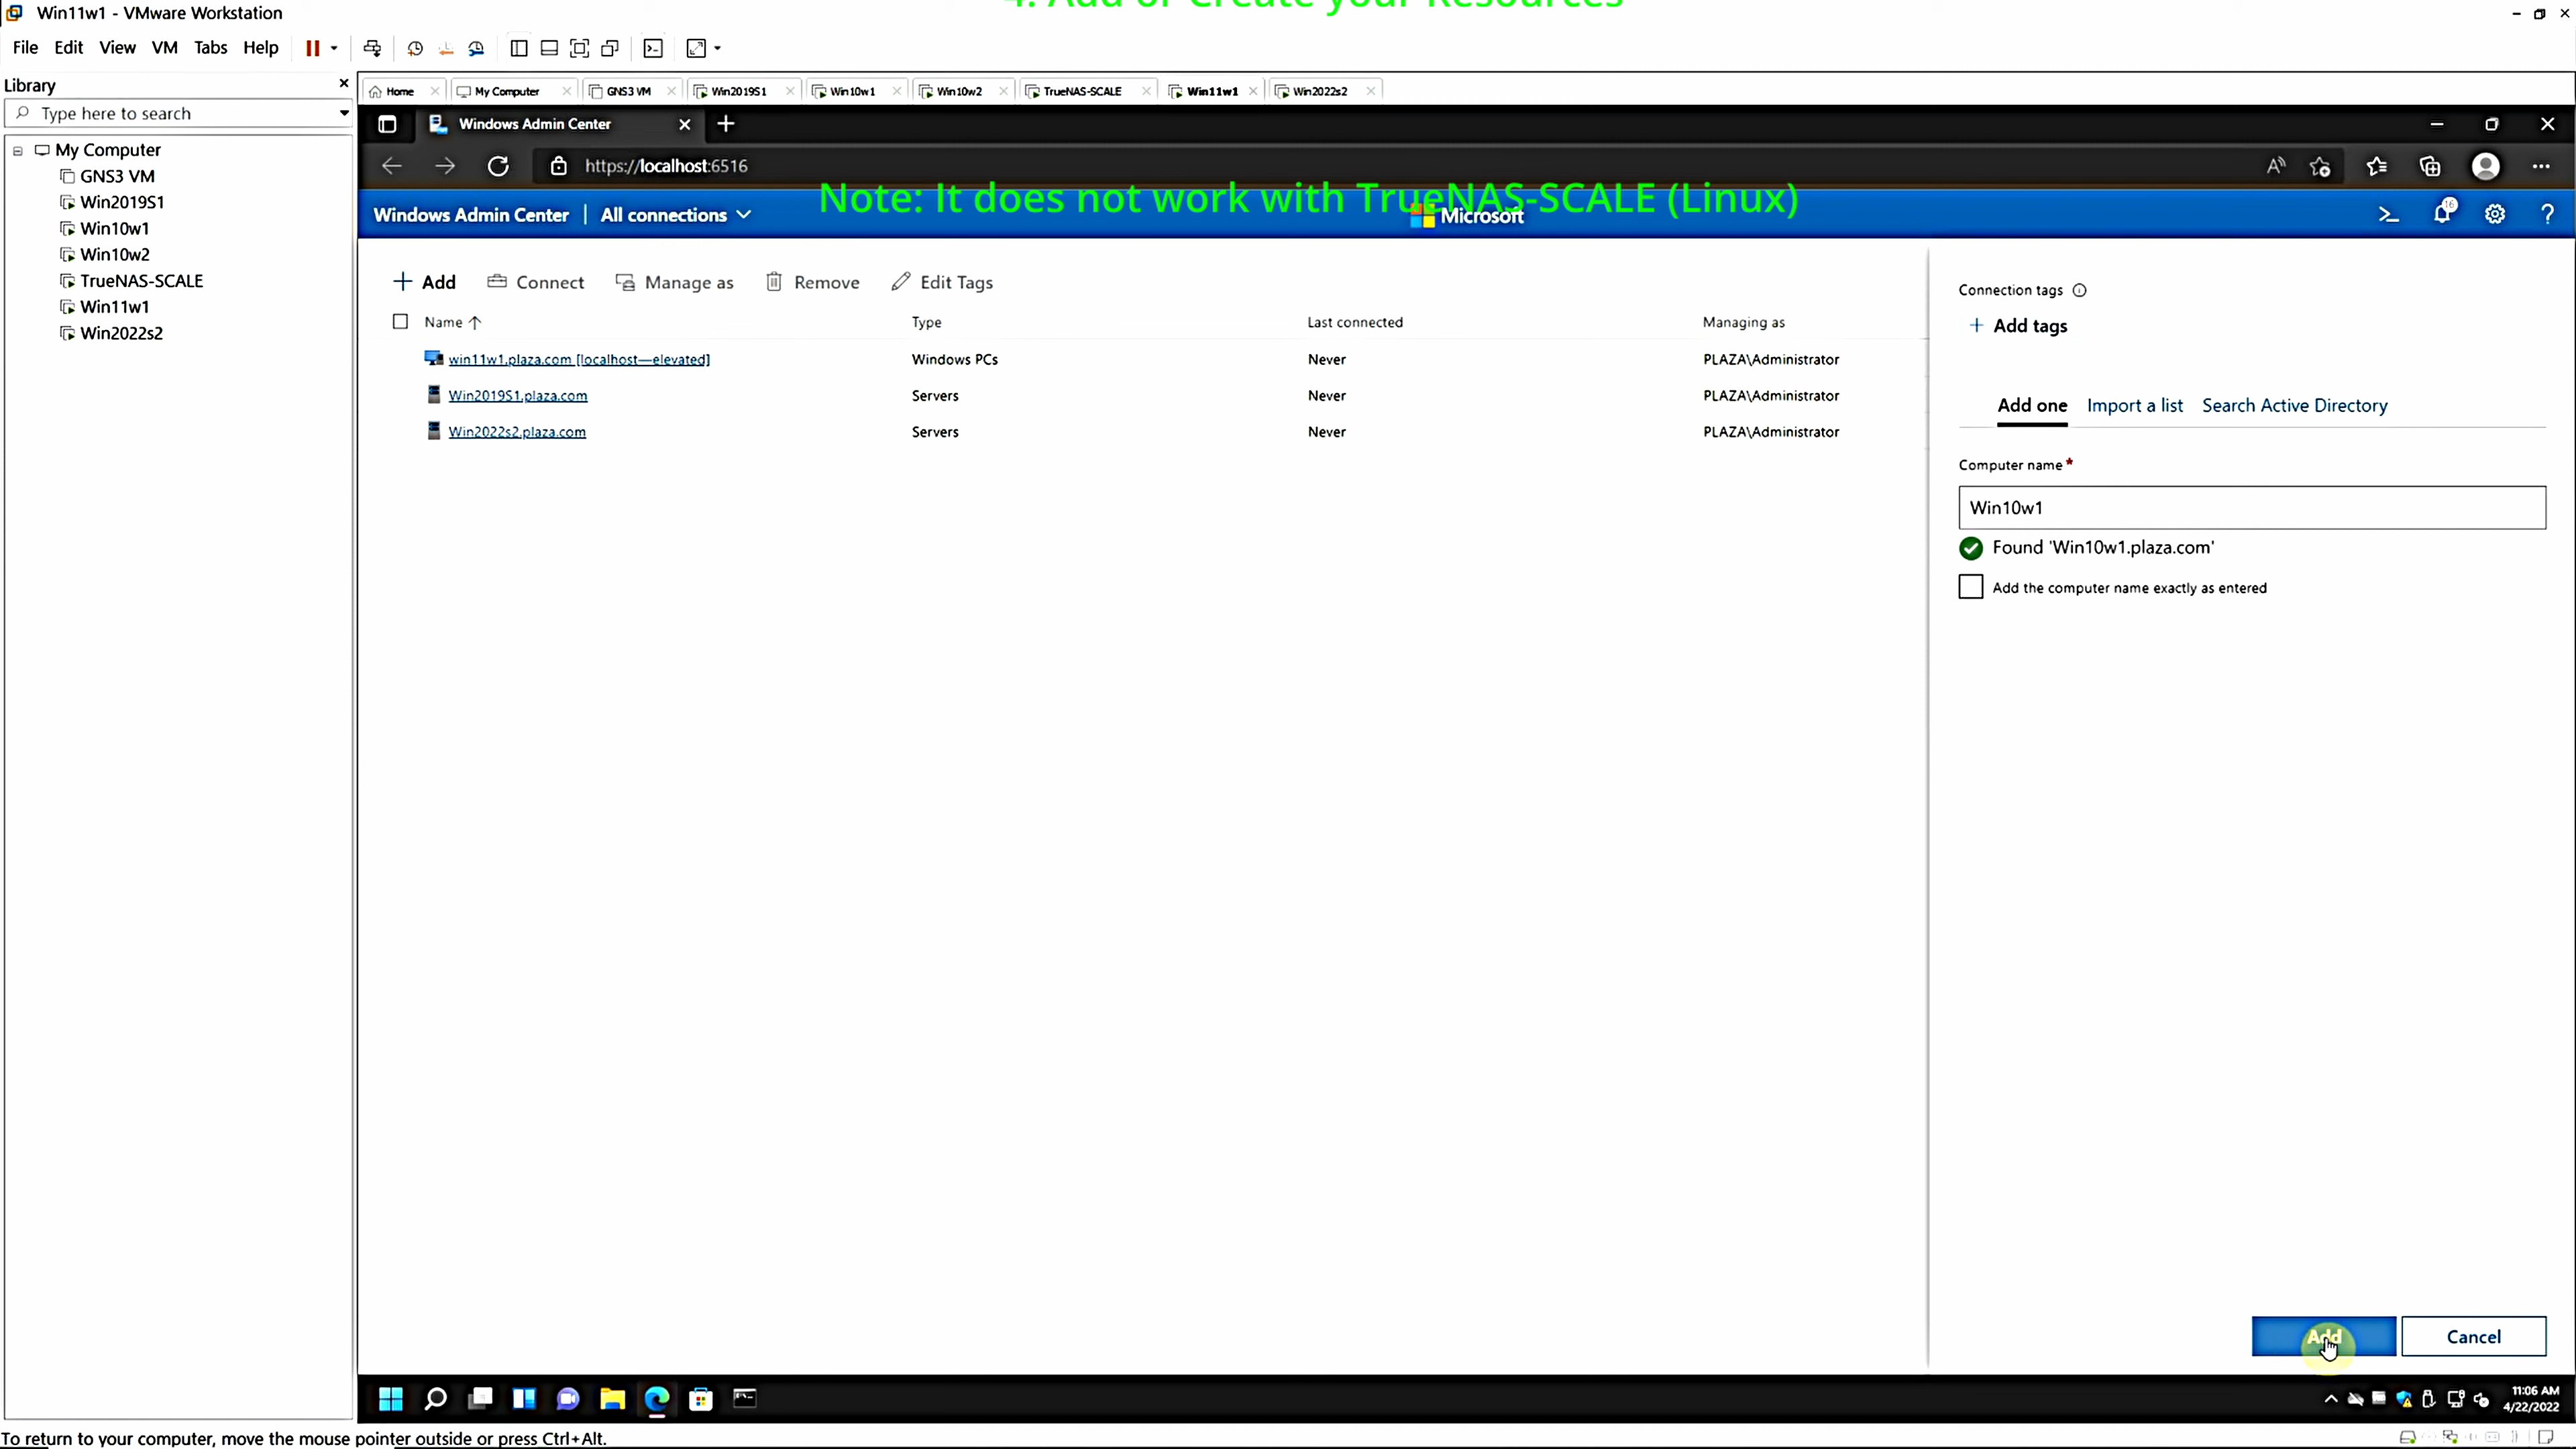 Win11w1 - VMware Workstation
4. Add or Create your Resources
File Edit View VM Tabs Help
Library
Type here to search
My Computer
GNS3 VM
Win2019S1
Win10w1
Win10w2
TrueNAS-SCALE
Win11w1
Win2022s2
Home My Computer GNS3 VM Win2019S1 Win10w1 Win10w2 TrueNAS-SCALE Win11w1 Win2022s2
Windows Admin Center
https://localhost:6516
Note: It does not work with TrueNAS-SCALE (Linux)
Windows Admin Center | All connections Microsoft 16
Add Connect Manage as Remove Edit Tags
Name Type Last connected Managing as
win11w1.plaza.com [localhost—elevated] Windows PCs Never PLAZA\Administrator
Win2019S1.plaza.com Servers Never PLAZA\Administrator
Win2022s2.plaza.com Servers Never PLAZA\Administrator
Connection tags
+ Add tags
Add one Import a list Search Active Directory
Computer name *
Win10w1
Found 'Win10w1.plaza.com'
Add the computer name exactly as entered
Add Cancel
11:06 AM
4/22/2022
To return to your computer, move the mouse pointer outside or press Ctrl+Alt.